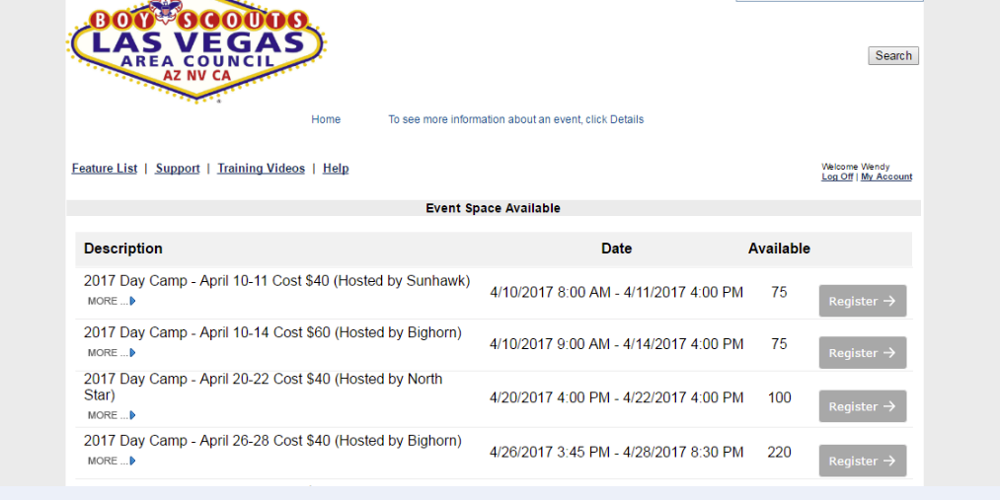 BOY SCOUTS
LAS VEGAS
AREA COUNCIL
AZ NV CA
Search
Home To see more information about an event, click Details
Feature List | Support | Training Videos | Help
Welcome Wendy
Log Off | My Account
Event Space Available
Description Date Available
2017 Day Camp - April 10-11 Cost $40 (Hosted by Sunhawk)
MORE ...
4/10/2017 8:00 AM - 4/11/2017 4:00 PM 75 Register
2017 Day Camp - April 10-14 Cost $60 (Hosted by Bighorn)
MORE ...
4/10/2017 9:00 AM - 4/14/2017 4:00 PM 75 Register
2017 Day Camp - April 20-22 Cost $40 (Hosted by North
Star)
MORE ...
4/20/2017 4:00 PM - 4/22/2017 4:00 PM 100 Register
2017 Day Camp - April 26-28 Cost $40 (Hosted by Bighorn)
MORE ...
4/26/2017 3:45 PM - 4/28/2017 8:30 PM 220 Register